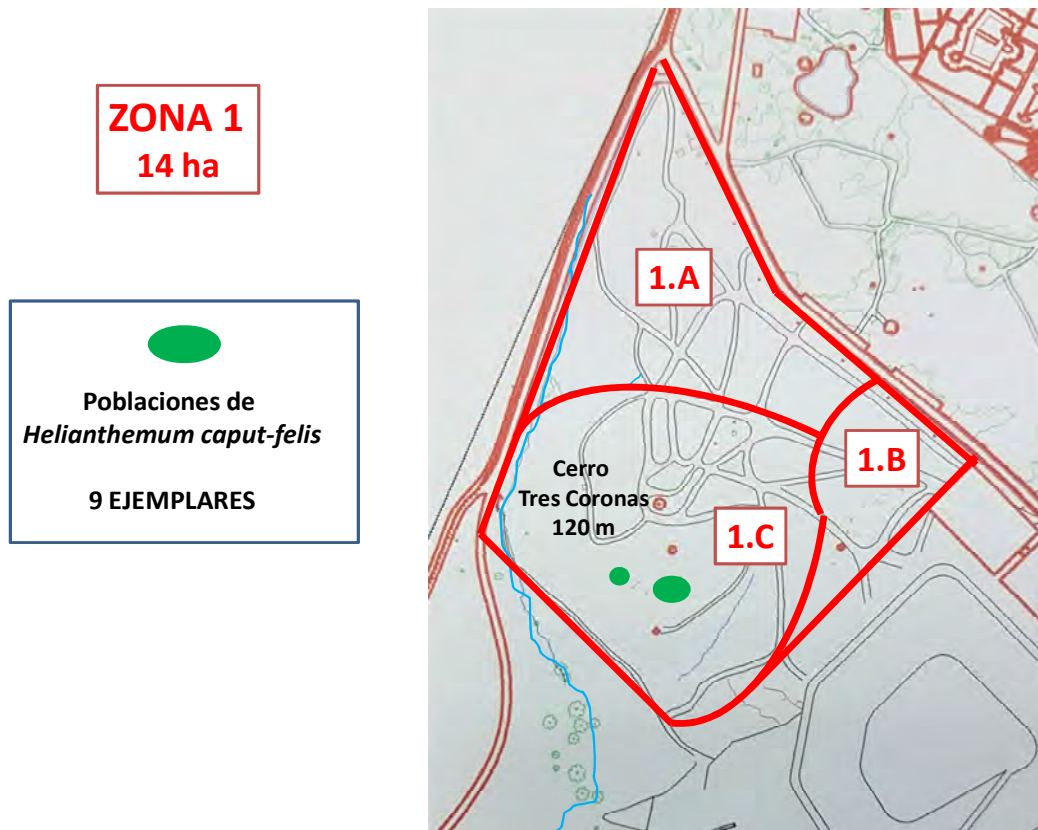 ZONA 1
14 ha
Poblaciones de
Helianthemum caput-felis
9 EJEMPLARES
1.A
1.B
Cerro
Tres Coronas
120 m
1.C